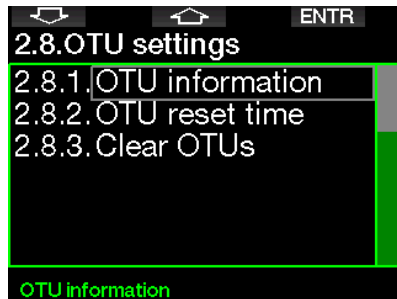 ENTR
2.8.OTU settings
2.8.1.OTU information
2.8.2.OTU reset time
2.8.3.Clear OTUs
OTU information